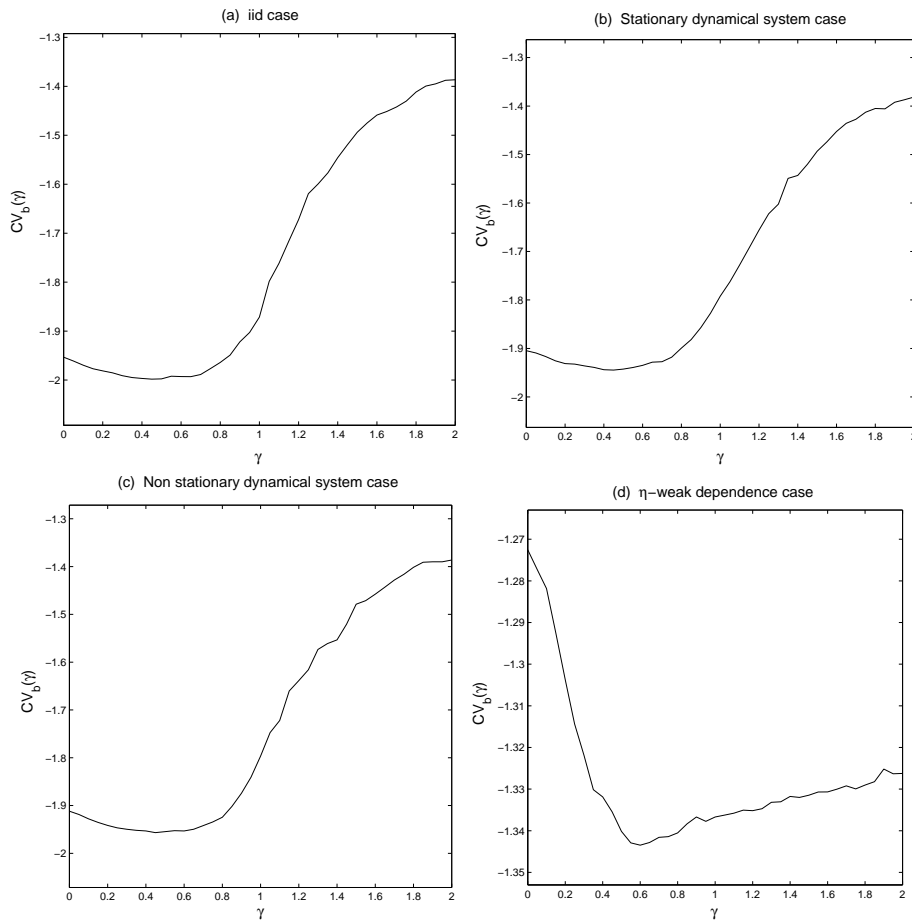 (a) iid case
−1.3
−1.4
−1.5
−1.6
−1.7
−1.8
−1.9
−2
CV_b(γ)
0 0.2 0.4 0.6 0.8 1 1.2 1.4 1.6 1.8 2
γ
(b) Stationary dynamical system case
−1.3
−1.4
−1.5
−1.6
−1.7
−1.8
−1.9
−2
CV_b(γ)
0 0.2 0.4 0.6 0.8 1 1.2 1.4 1.6 1.8 2
γ
(c) Non stationary dynamical system case
−1.3
−1.4
−1.5
−1.6
−1.7
−1.8
−1.9
−2
CV_b(γ)
0 0.2 0.4 0.6 0.8 1 1.2 1.4 1.6 1.8 2
γ
(d) η−weak dependence case
−1.27
−1.28
−1.29
−1.3
−1.31
−1.32
−1.33
−1.34
−1.35
CV_b(γ)
0 0.2 0.4 0.6 0.8 1 1.2 1.4 1.6 1.8 2
γ